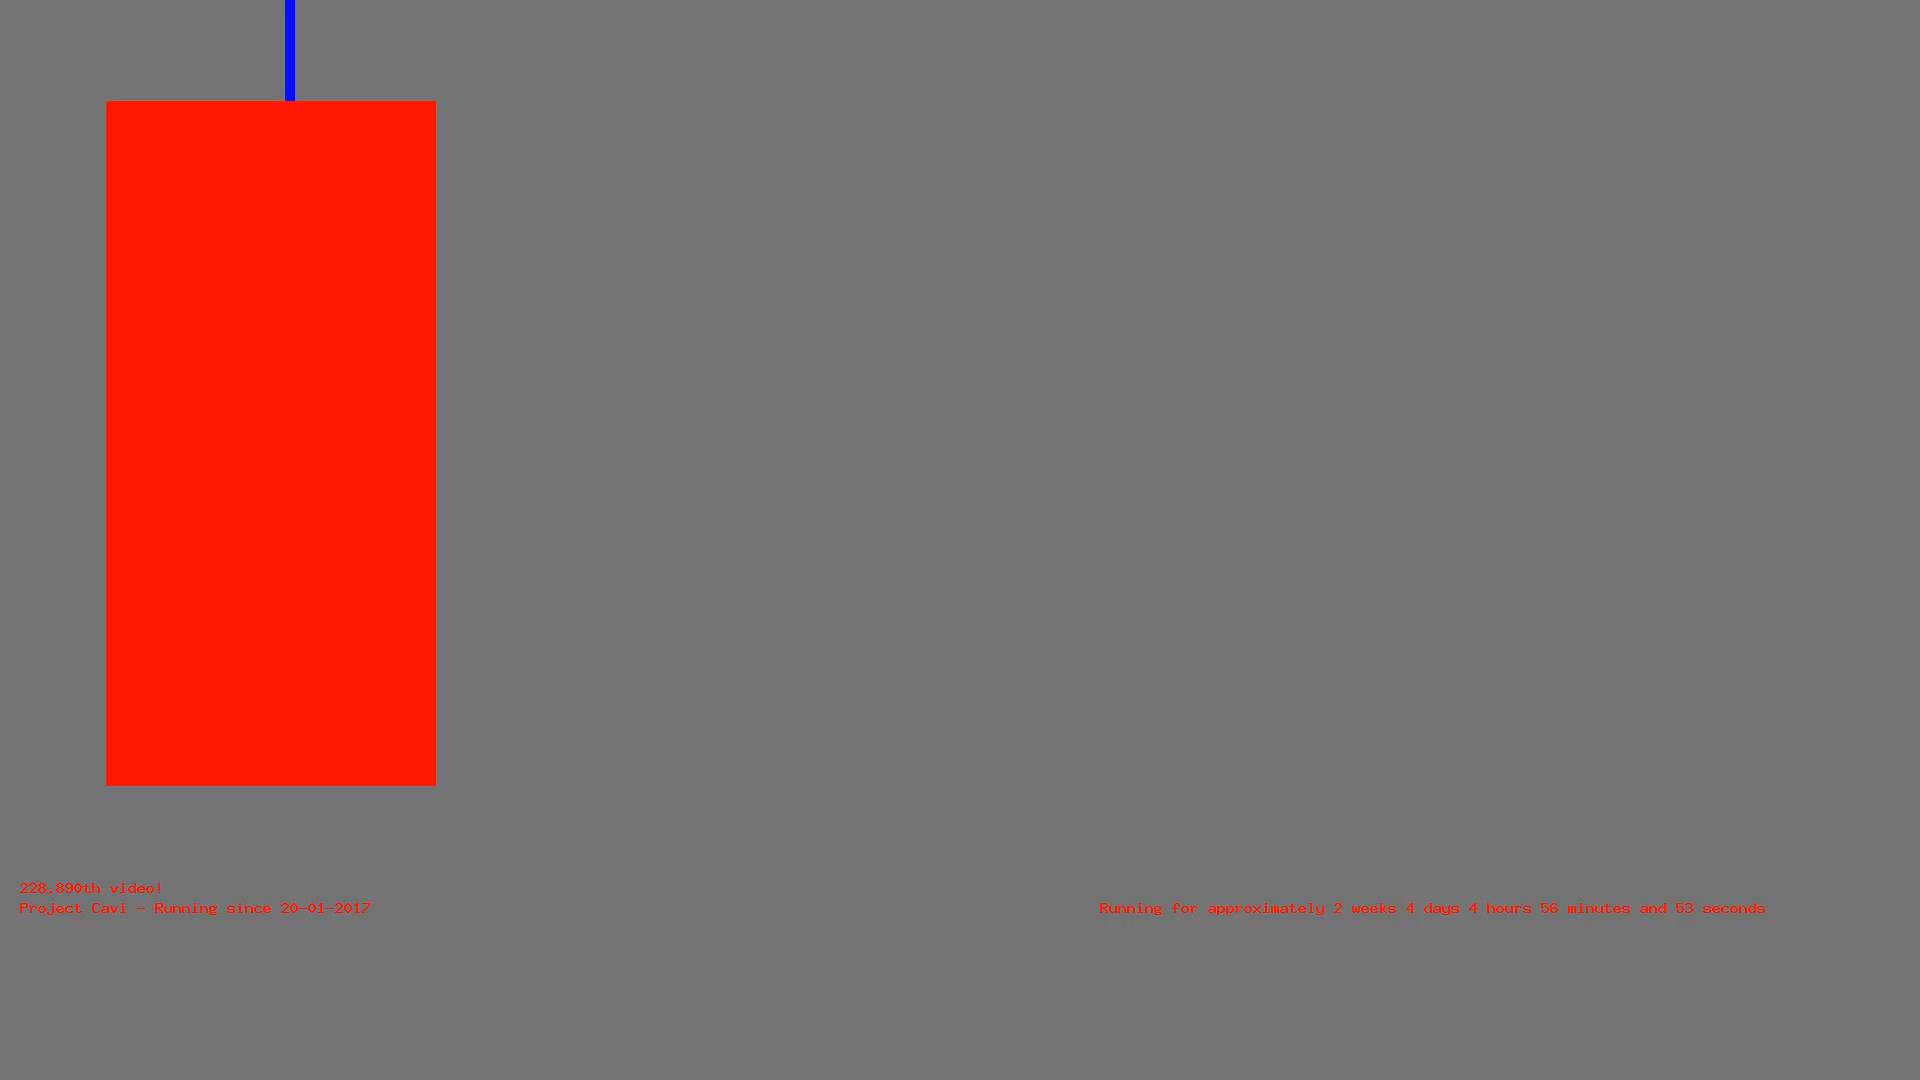 228.890th video!
Project Cavi - Running since 20-01-2017
Running for approximately 2 weeks 4 days 4 hours 56 minutes and 53 seconds